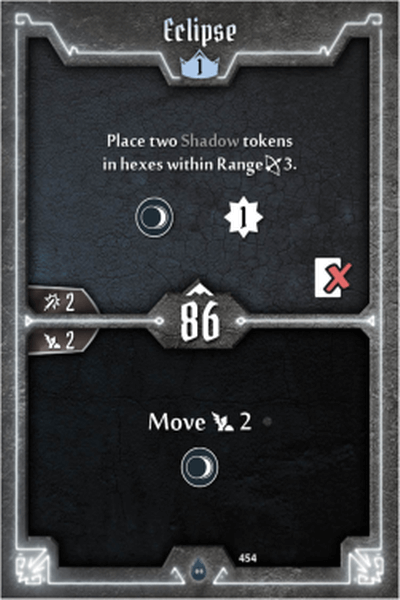 Eclipse
1
Place two Shadow tokens
in hexes within Range 3.
1
2
86
2
Move 2
454